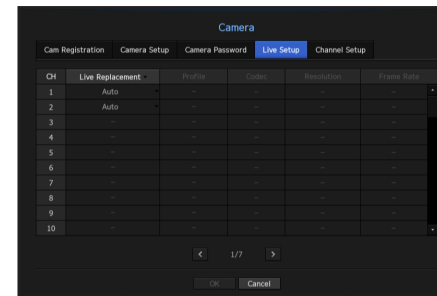 Camera
Cam Registration Camera Setup Camera Password Live Setup Channel Setup
CH Live Replacement Profile Codec Resolution Frame Rate
1 Auto - - - -
2 Auto - - - -
3 - - - - -
4 - - - - -
5 - - - - -
6 - - - - -
7 - - - - -
8 - - - - -
9 - - - - -
10 - - - - -
< 1/7 >
OK Cancel